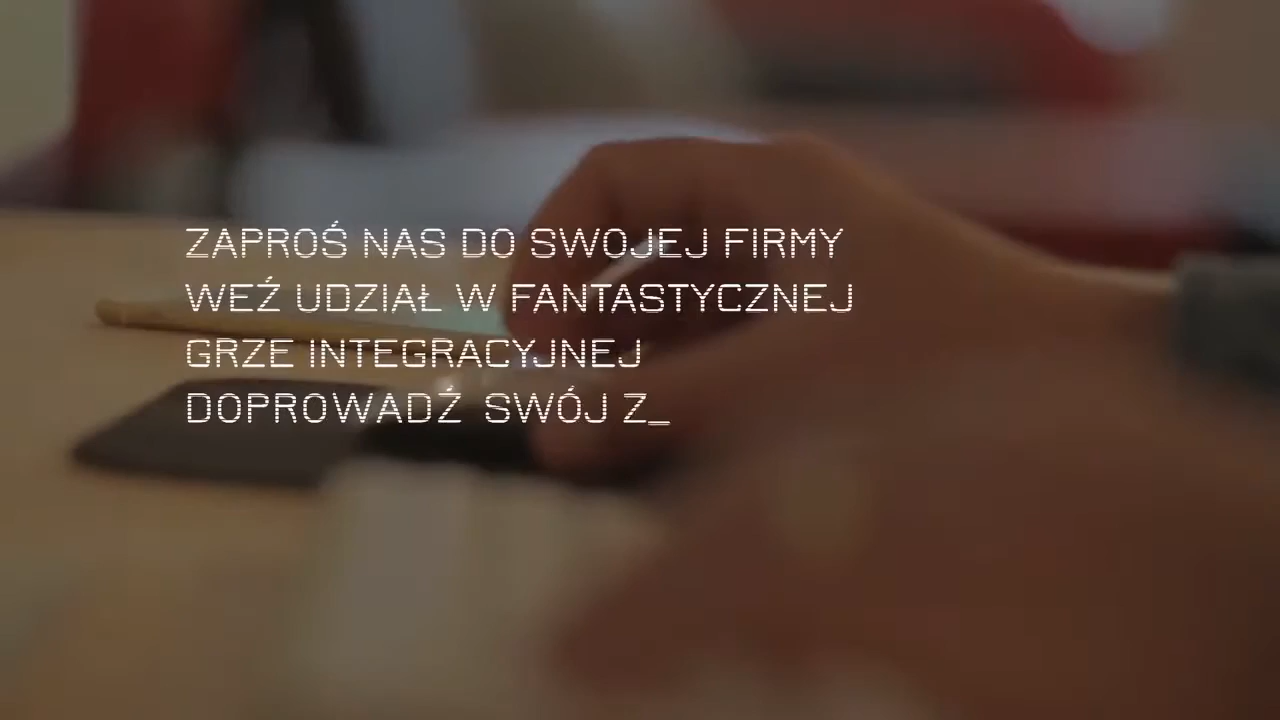 ZAPROŚ NAS DO SWOJEJ FIRMY
WEŹ UDZIAŁ W FANTASTYCZNEJ
GRZE INTEGRACYJNEJ
DOPROWADŹ SWÓJ Z_